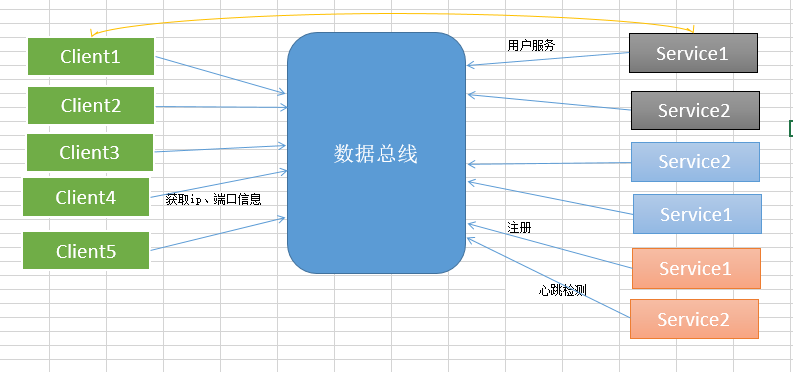 Client1
Client2
Client3
Client4
Client5
获取ip、端口信息
数据总线
用户服务
注册
心跳检测
Service1
Service2
Service2
Service1
Service1
Service2